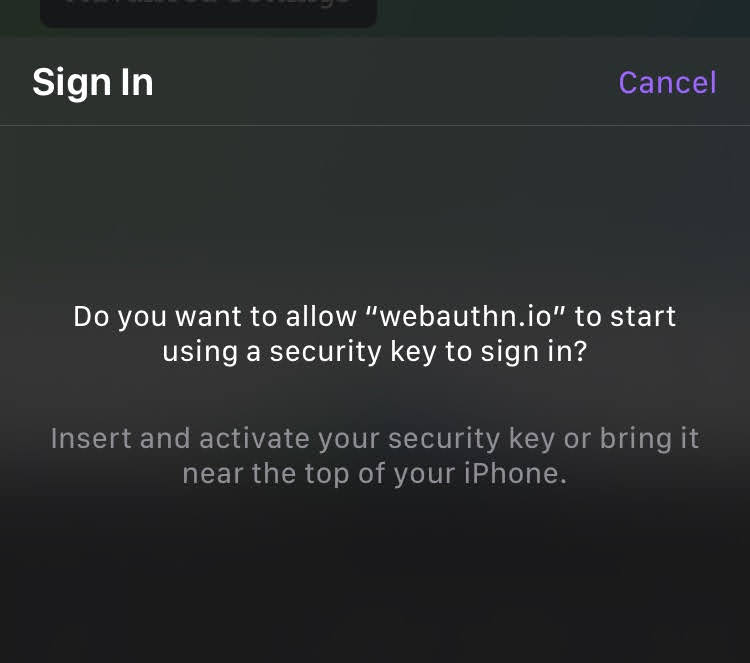 Sign In
Cancel
Do you want to allow “webauthn.io” to start
using a security key to sign in?
Insert and activate your security key or bring it
near the top of your iPhone.